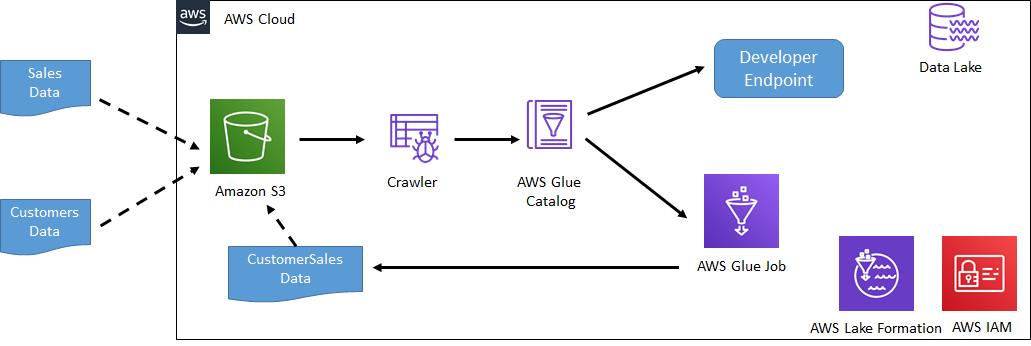 aws
AWS Cloud
Sales
Data
Developer
Endpoint
Data Lake
Amazon S3
Crawler
AWS Glue
Catalog
Customers
Data
CustomerSales
Data
AWS Glue Job
AWS Lake Formation
AWS IAM